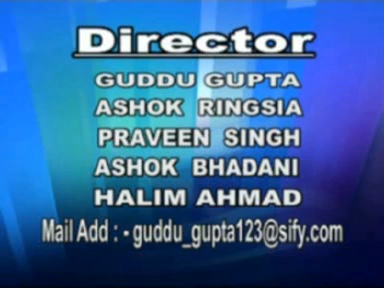 Director
GUDDU GUPTA
ASHOK RINGSIA
PRAVEEN SINGH
ASHOK BHADANI
HALIM AHMAD
Mail Add : - guddu_gupta123@sify.com